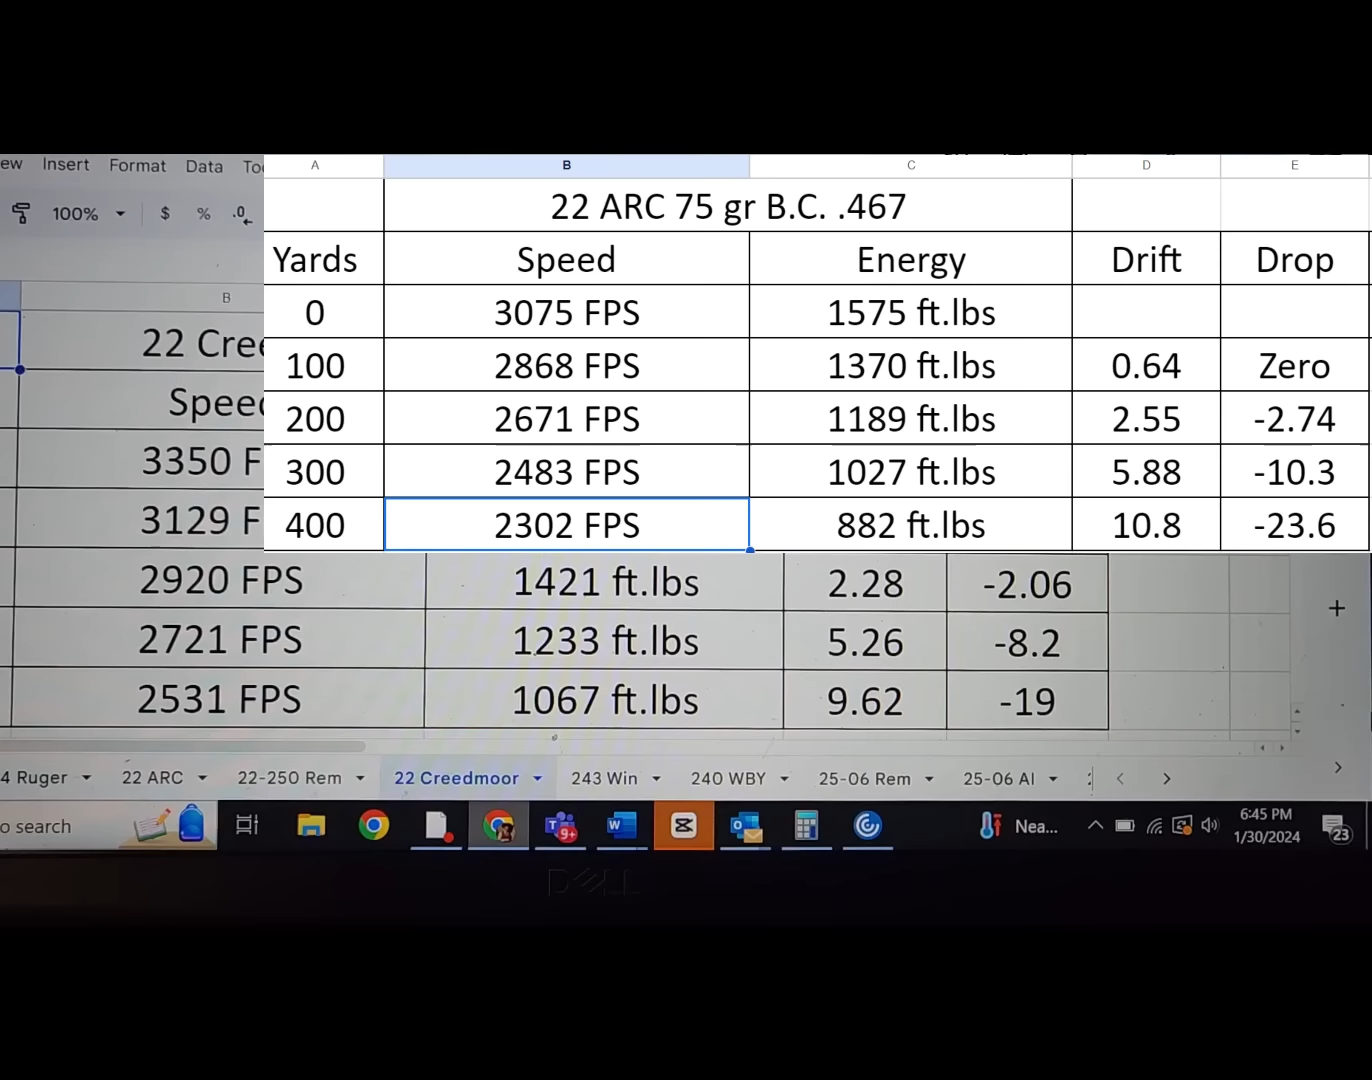 ew Insert Format Data To
100% $ % .0
A B C D E
22 ARC 75 gr B.C. .467
Yards Speed Energy Drift Drop
0 3075 FPS 1575 ft.lbs
100 2868 FPS 1370 ft.lbs 0.64 Zero
200 2671 FPS 1189 ft.lbs 2.55 -2.74
300 2483 FPS 1027 ft.lbs 5.88 -10.3
400 2302 FPS 882 ft.lbs 10.8 -23.6
B
22 Cree
Speed
3350 F
3129 F
2920 FPS 1421 ft.lbs 2.28 -2.06
2721 FPS 1233 ft.lbs 5.26 -8.2
2531 FPS 1067 ft.lbs 9.62 -19
4 Ruger 22 ARC 22-250 Rem 22 Creedmoor 243 Win 240 WBY 25-06 Rem 25-06 AI
o search T 9+ W O Nea... 6:45 PM
1/30/2024 23
DELL